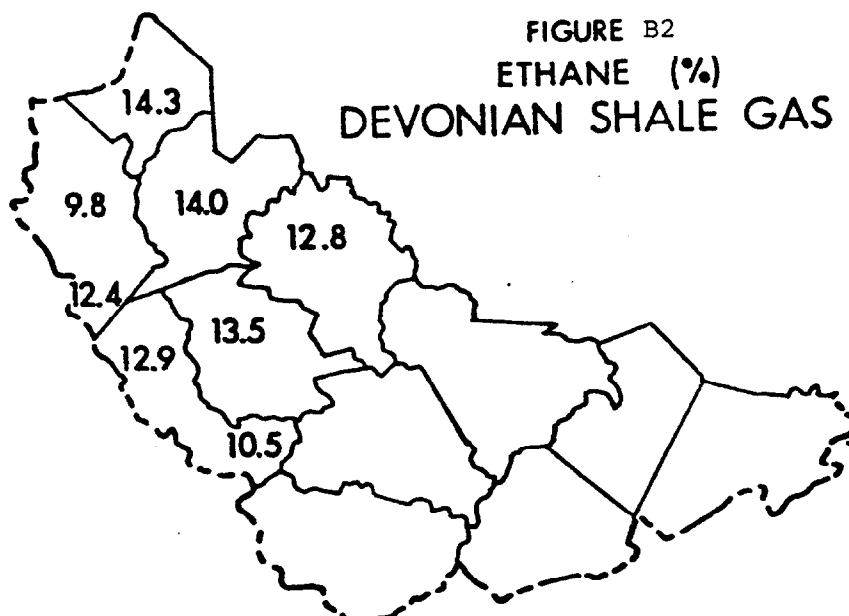 FIGURE B2
ETHANE (%)
DEVONIAN SHALE GAS
14.3
9.8
14.0
12.8
12.4
13.5
12.9
10.5